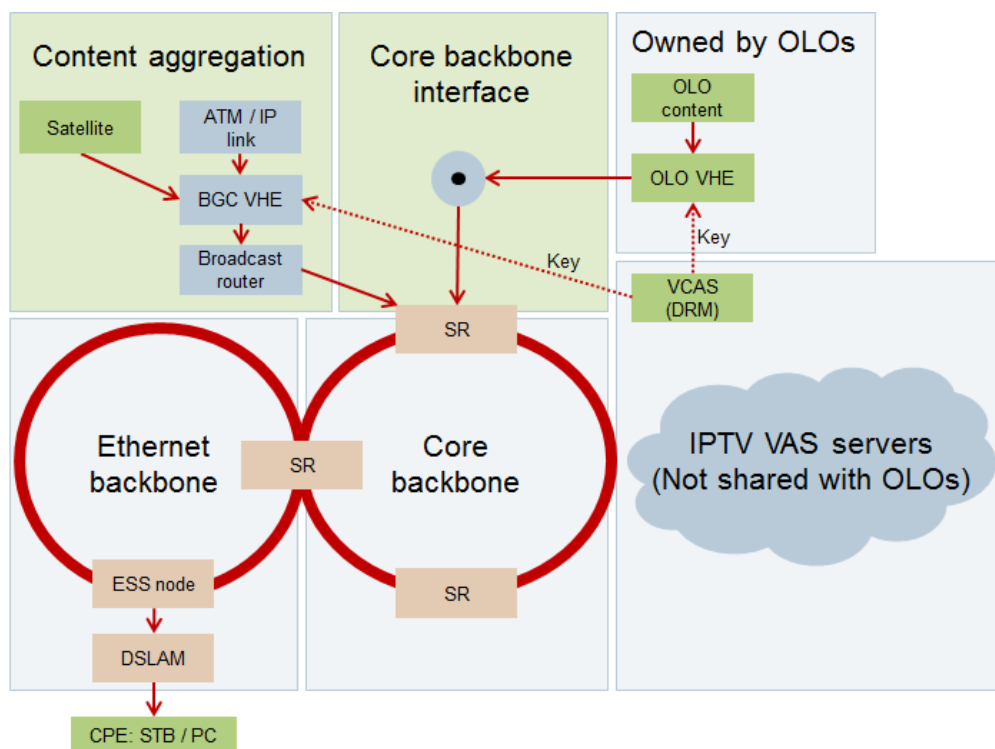 Content aggregation
Satellite
ATM / IP
link
BGC VHE
Broadcast
router
Core backbone
interface
Key
Owned by OLOs
OLO
content
OLO VHE
Key
VCAS
(DRM)
SR
Ethernet
backbone
SR
Core
backbone
SR
ESS node
DSLAM
CPE: STB / PC
IPTV VAS servers
(Not shared with OLOs)